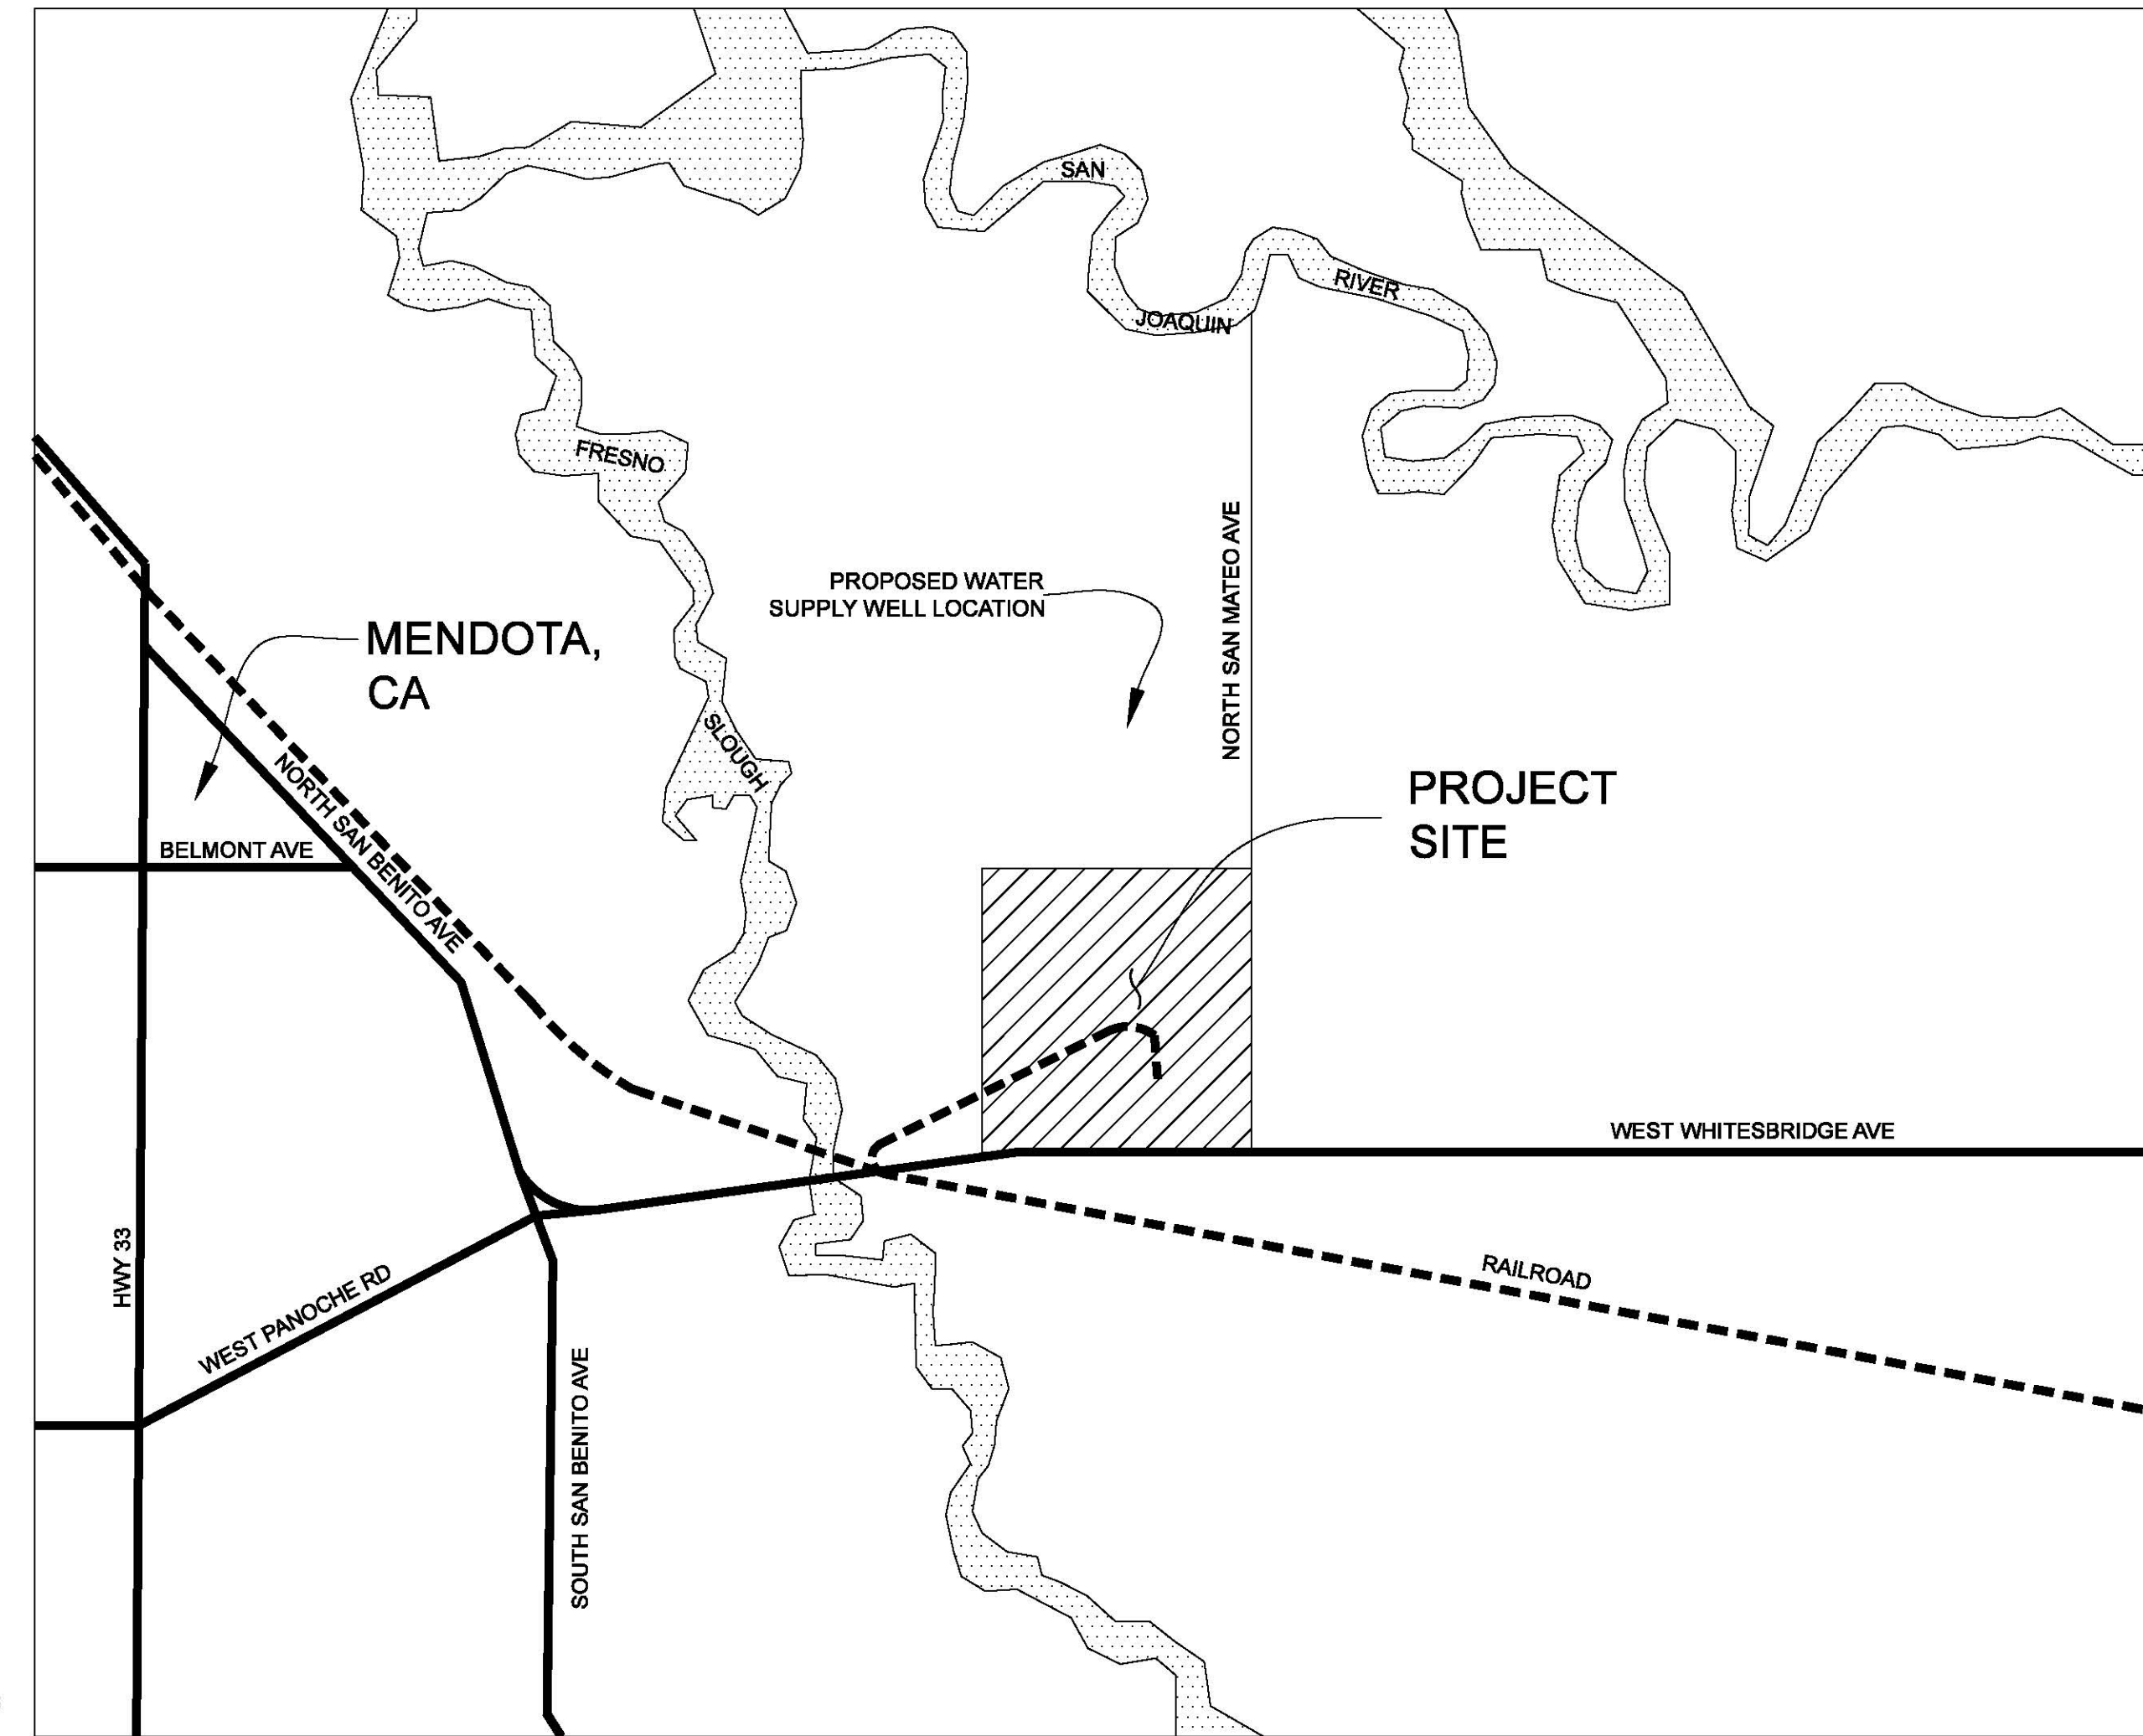 SAN
JOAQUIN
RIVER
FRESNO
SLOUGH
PROPOSED WATER
SUPPLY WELL LOCATION
NORTH SAN MATEO AVE
MENDOTA,
CA
PROJECT
SITE
NORTH SAN BENITO AVE
BELMONT AVE
WEST WHITESBRIDGE AVE
HWY 33
WEST PANOCHE RD
RAILROAD
SOUTH SAN BENITO AVE